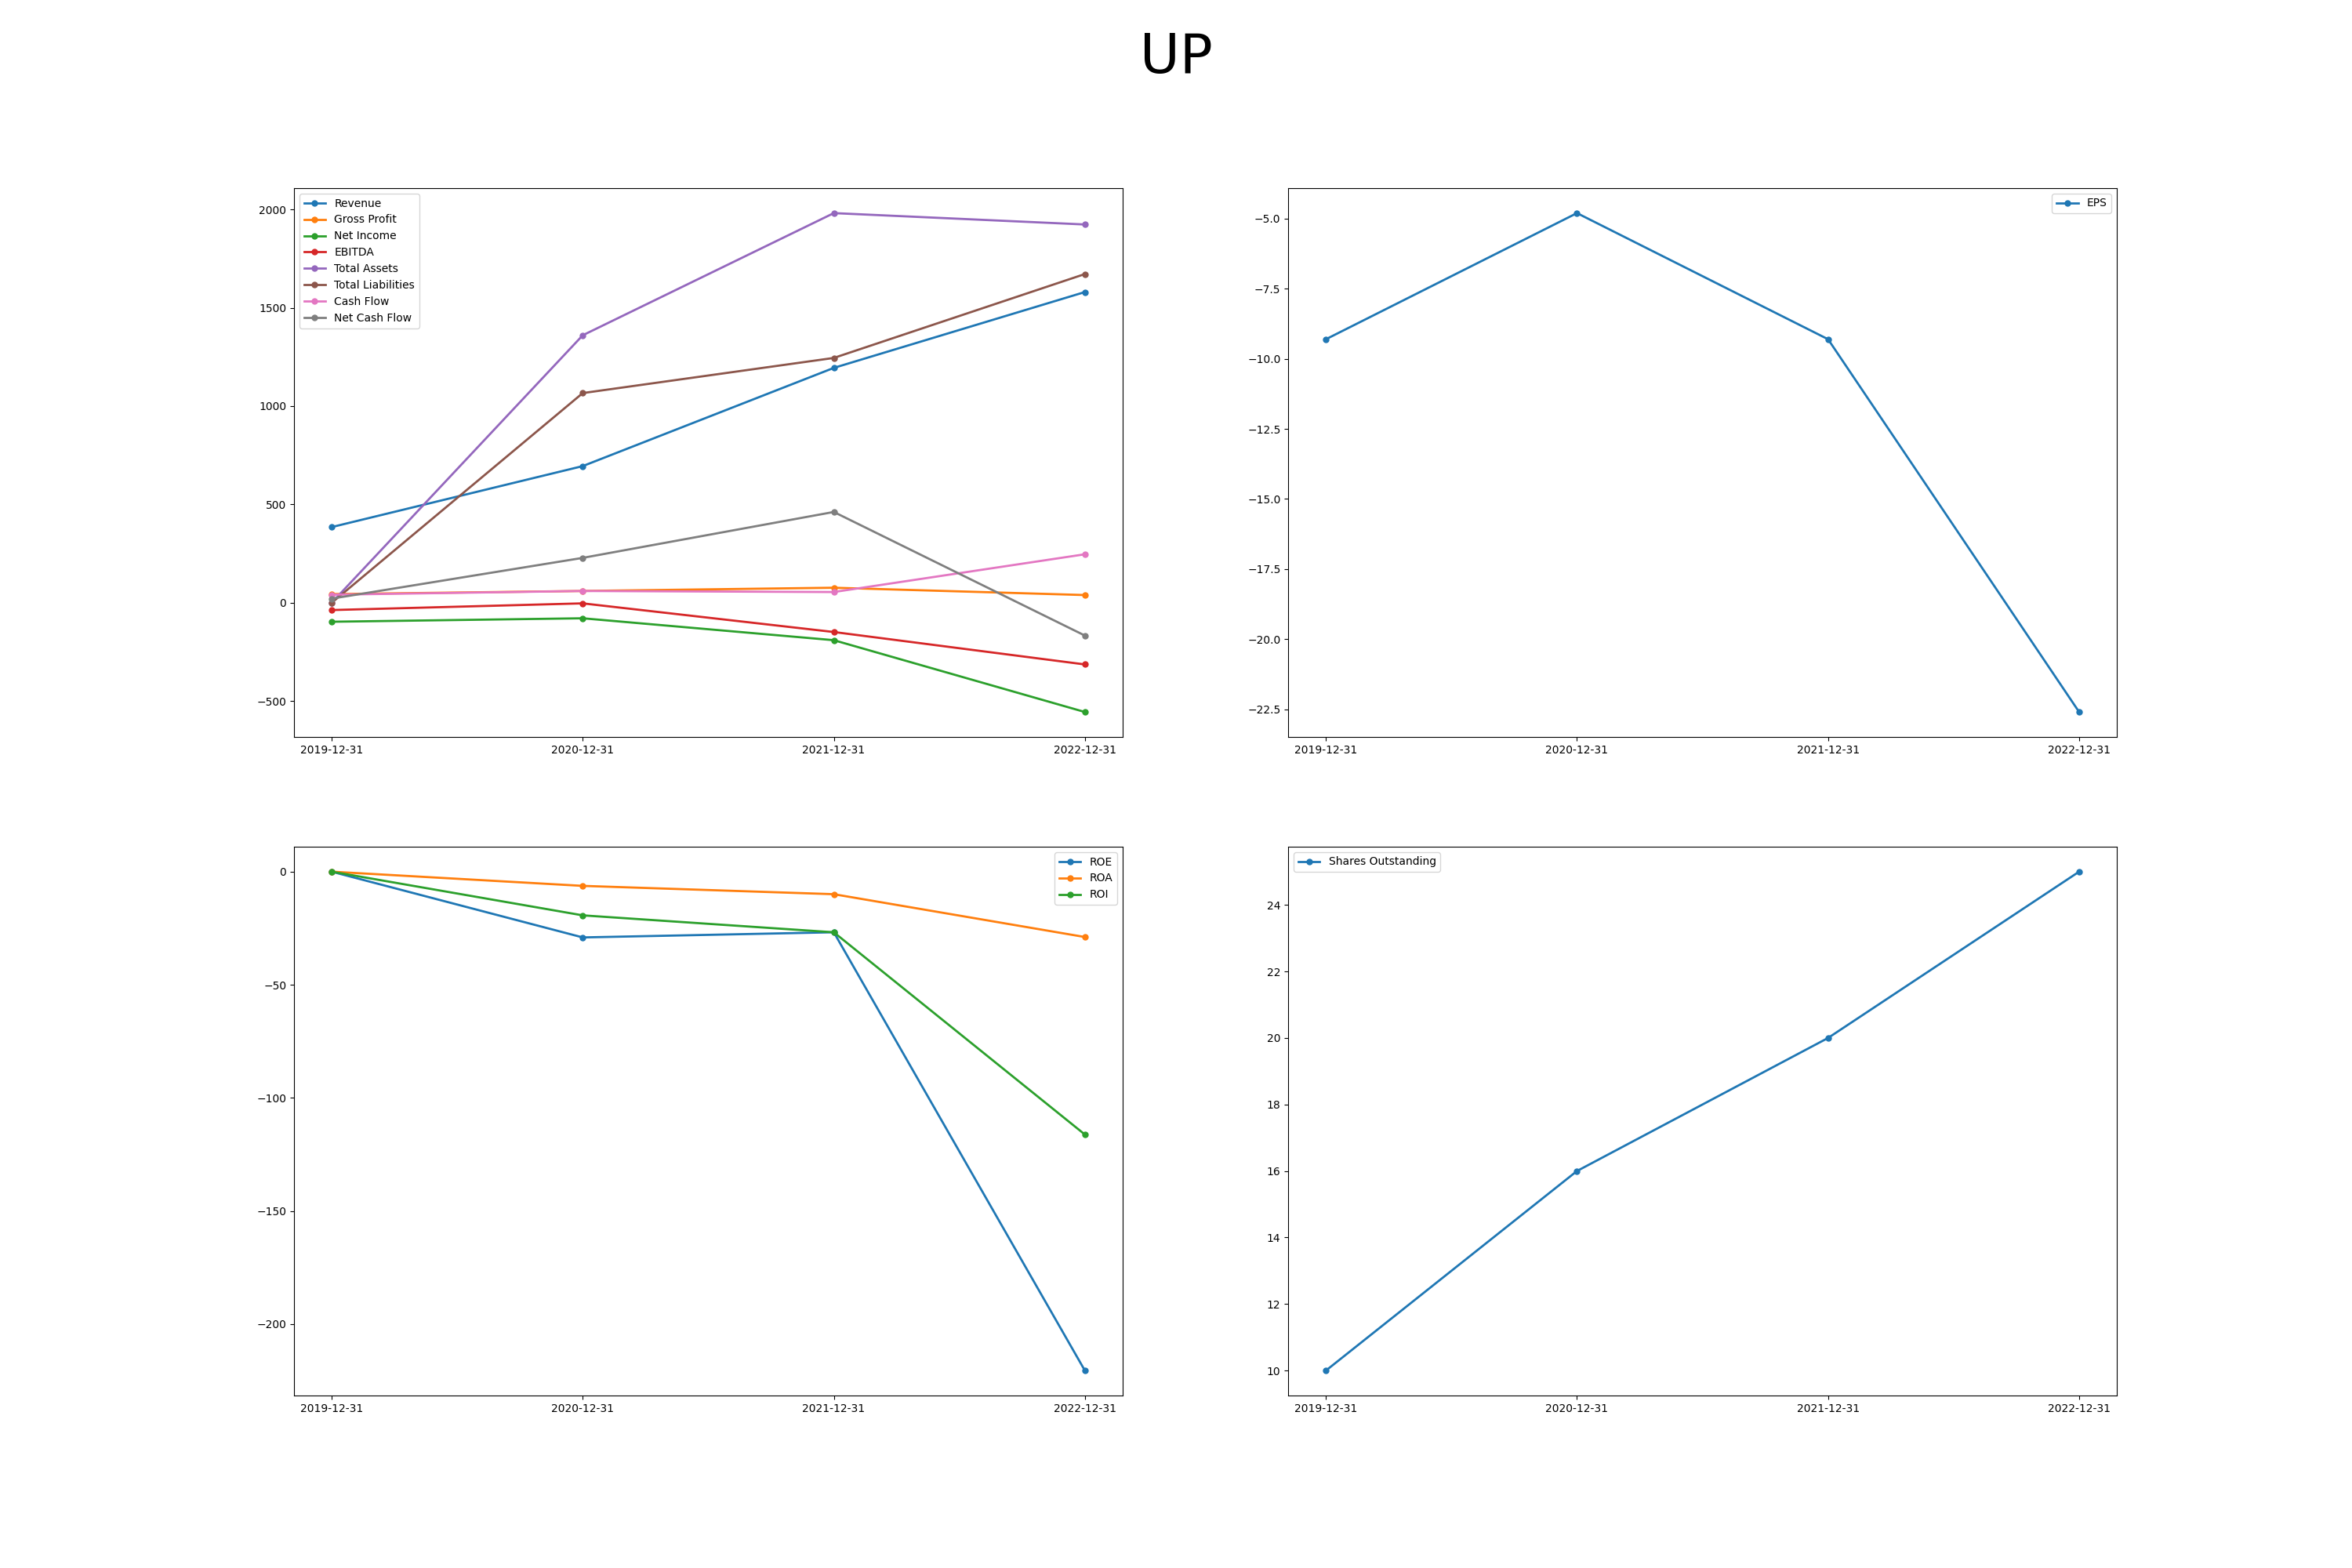 UP
2000
1500
1000
500
0
−500
Revenue
Gross Profit
Net Income
EBITDA
Total Assets
Total Liabilities
Cash Flow
Net Cash Flow
2019-12-31 2020-12-31 2021-12-31 2022-12-31
−5.0
−7.5
−10.0
−12.5
−15.0
−17.5
−20.0
−22.5
EPS
2019-12-31 2020-12-31 2021-12-31 2022-12-31
0
−50
−100
−150
−200
ROE
ROA
ROI
2019-12-31 2020-12-31 2021-12-31 2022-12-31
Shares Outstanding
24
22
20
18
16
14
12
10
2019-12-31 2020-12-31 2021-12-31 2022-12-31